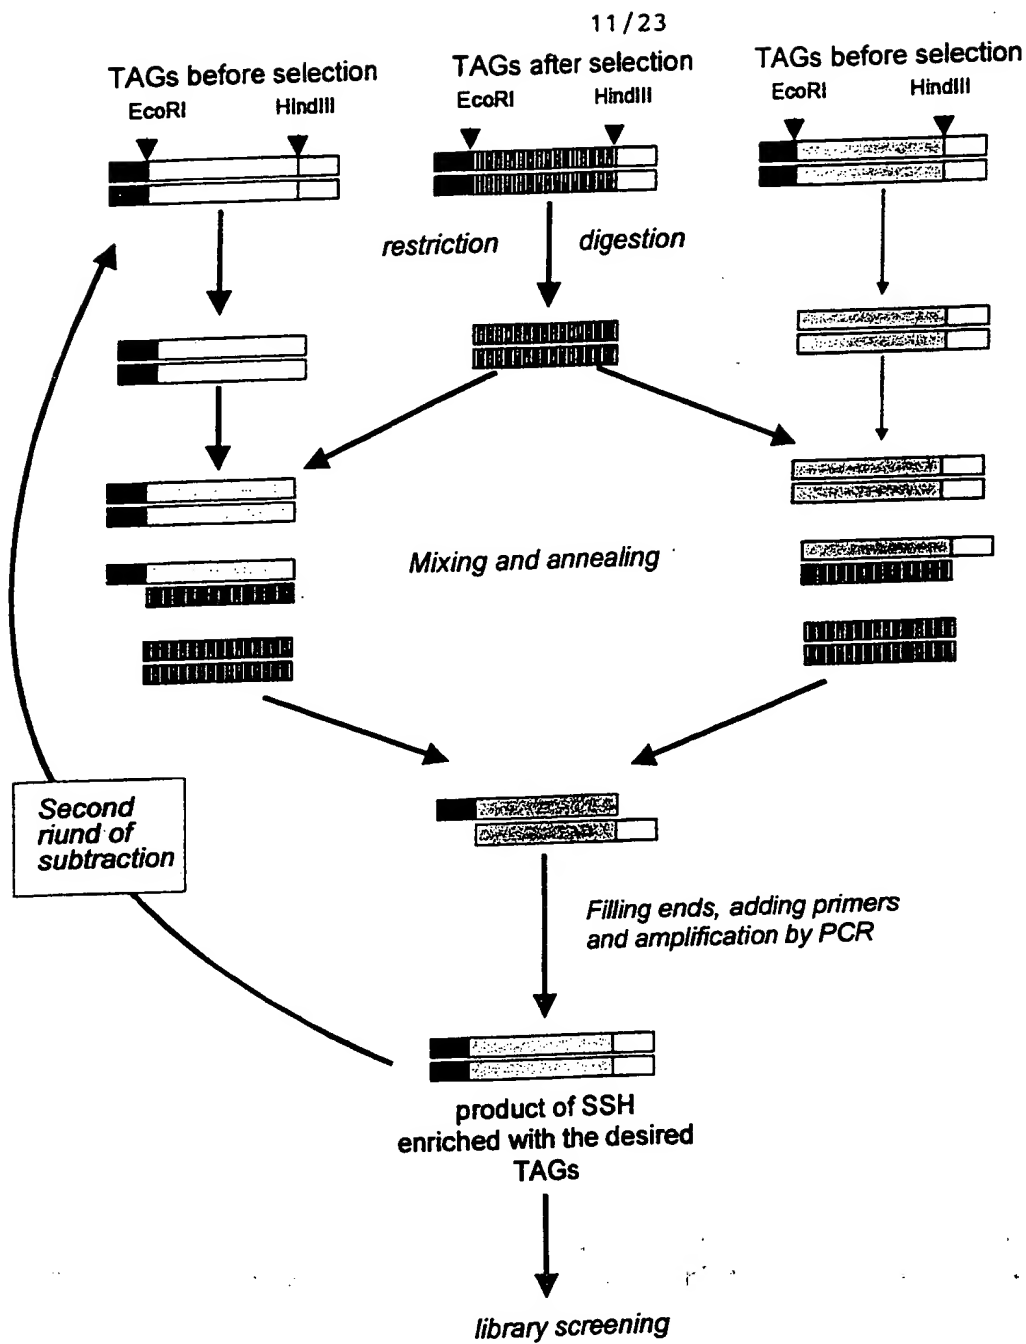 11/23
TAGs before selection
EcoRI
HindIII
TAGs after selection
EcoRI
HindIII
TAGs before selection
EcoRI
HindIII
restriction
digestion
Mixing and annealing
Second
riund of
subtraction
Filling ends, adding primers
and amplification by PCR
product of SSH
enriched with the desired
TAGs
library screening